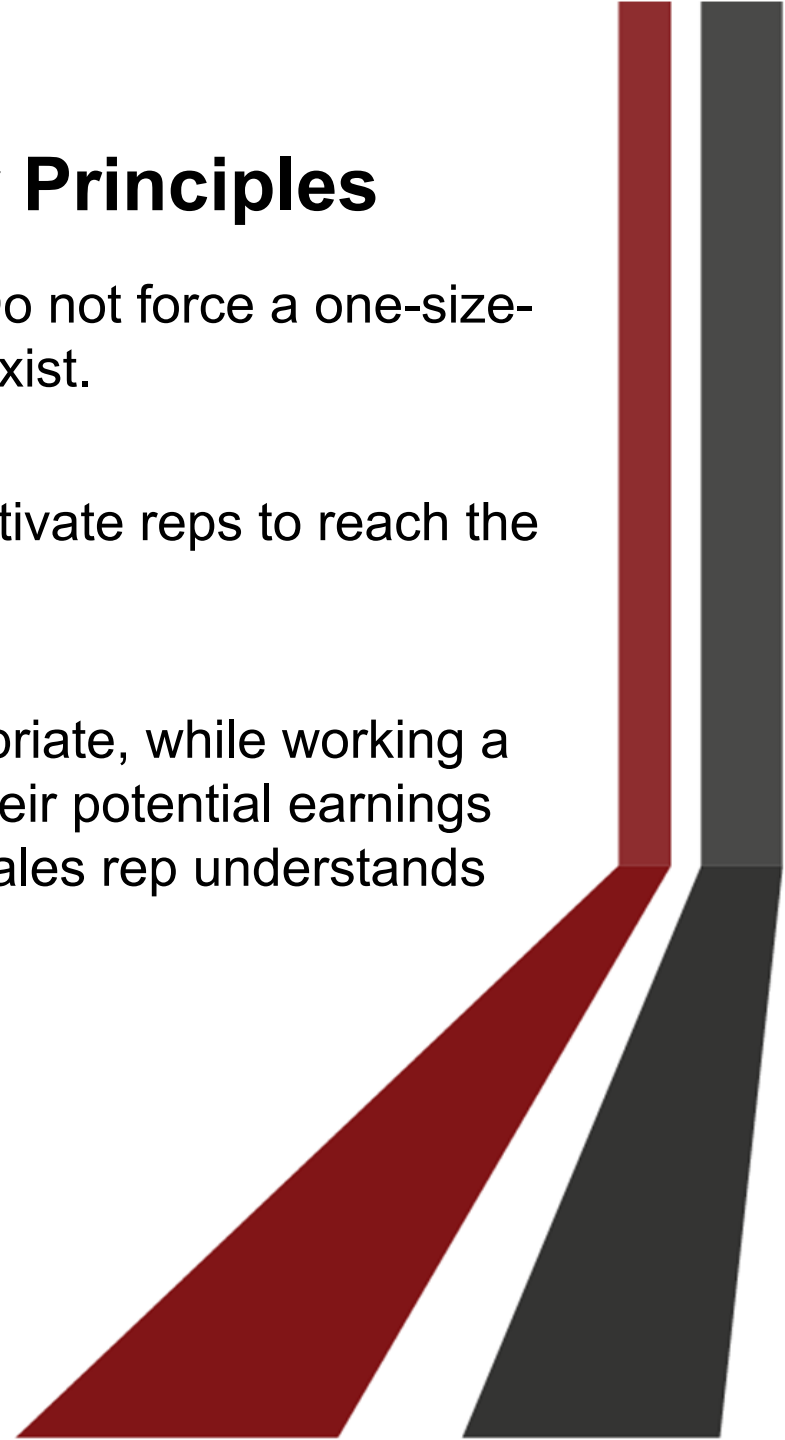 Principles
not force a one-size-
tivate reps to reach the
priate, while working a
eir potential earnings
ales rep understands